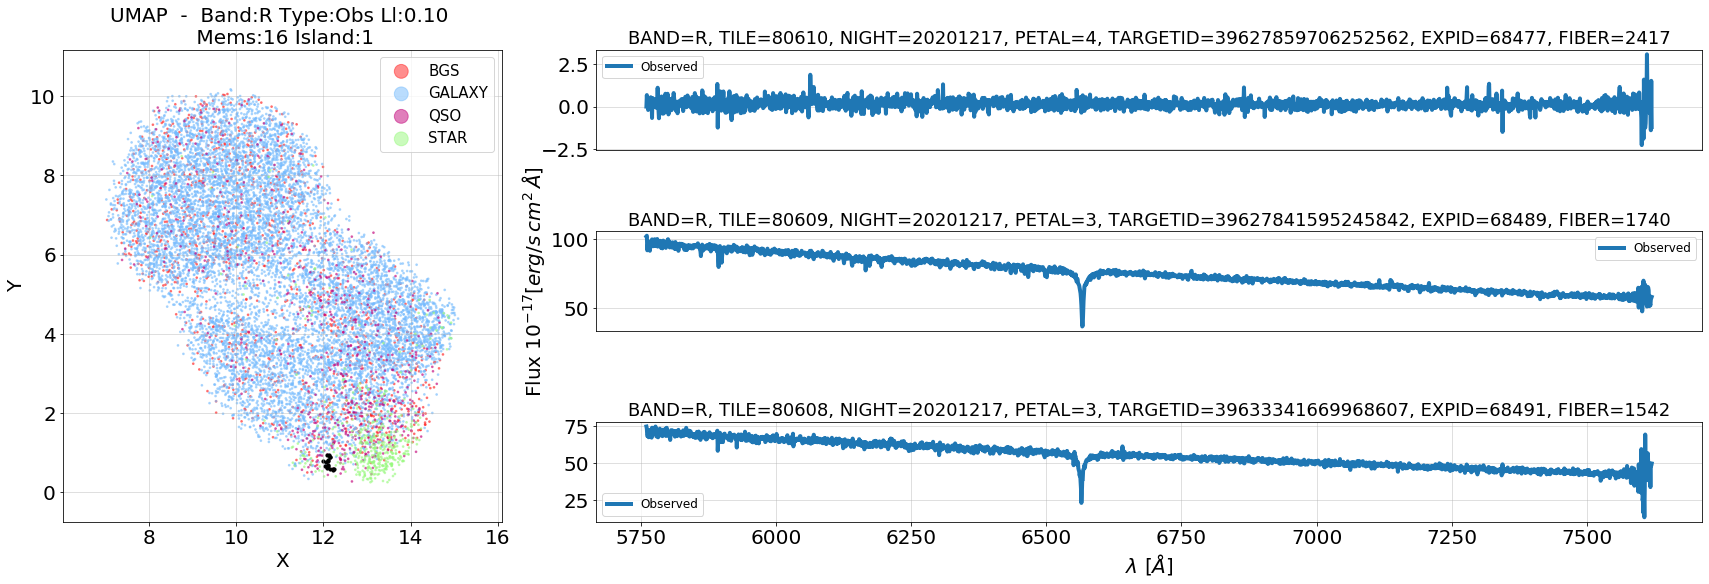 UMAP - Band:R Type:Obs Ll:0.10
Mems:16 Island:1
BGS
GALAXY
QSO
STAR
10
8
6
4
2
0
Y
8
10
12
14
16
X
BAND=R, TILE=80610, NIGHT=20201217, PETAL=4, TARGETID=39627859706252562, EXPID=68477, FIBER=2417
Observed
2.5
0.0
−2.5
BAND=R, TILE=80609, NIGHT=20201217, PETAL=3, TARGETID=39627841595245842, EXPID=68489, FIBER=1740
Observed
100
50
Flux 10⁻¹⁷[erg/s cm² Å]
BAND=R, TILE=80608, NIGHT=20201217, PETAL=3, TARGETID=39633341669968607, EXPID=68491, FIBER=1542
75
50
25
Observed
5750
6000
6250
6500
6750
7000
7250
7500
λ [Å]